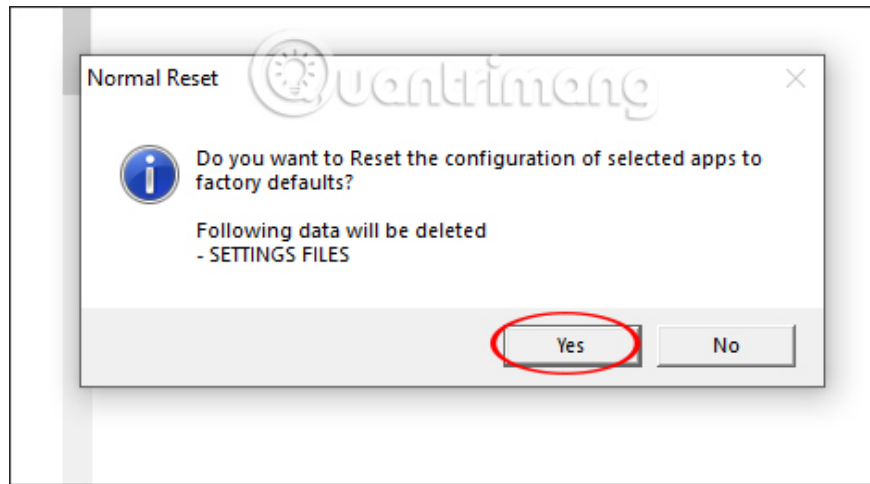 Quantrimang
Normal Reset
Do you want to Reset the configuration of selected apps to
factory defaults?
Following data will be deleted
- SETTINGS FILES
Yes
No